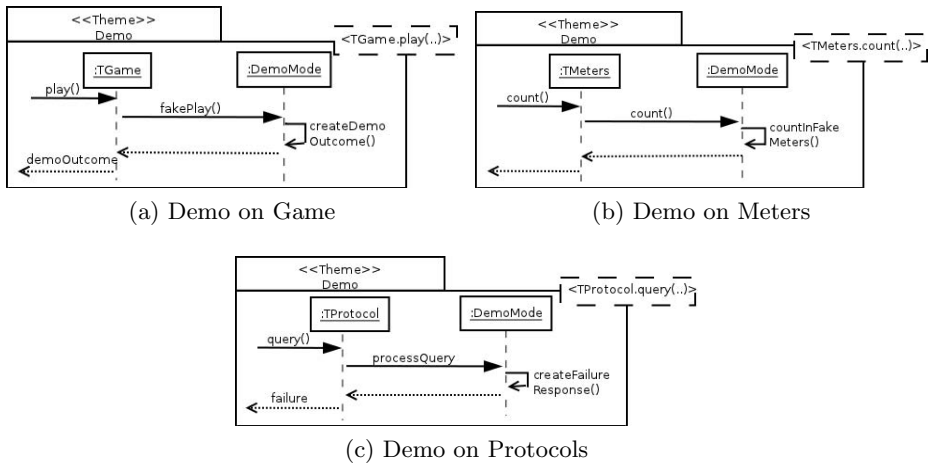 <<Theme>>
Demo
<TGame.play(..)>
:TGame
:DemoMode
play()
fakePlay()
createDemo
Outcome()
demoOutcome
(a) Demo on Game
<<Theme>>
Demo
<TMeters.count(..)>
:TMeters
:DemoMode
count()
count()
countInFake
Meters()
(b) Demo on Meters
<<Theme>>
Demo
<TProtocol.query(..)>
:TProtocol
:DemoMode
query()
processQuery
createFailure
Response()
failure
(c) Demo on Protocols